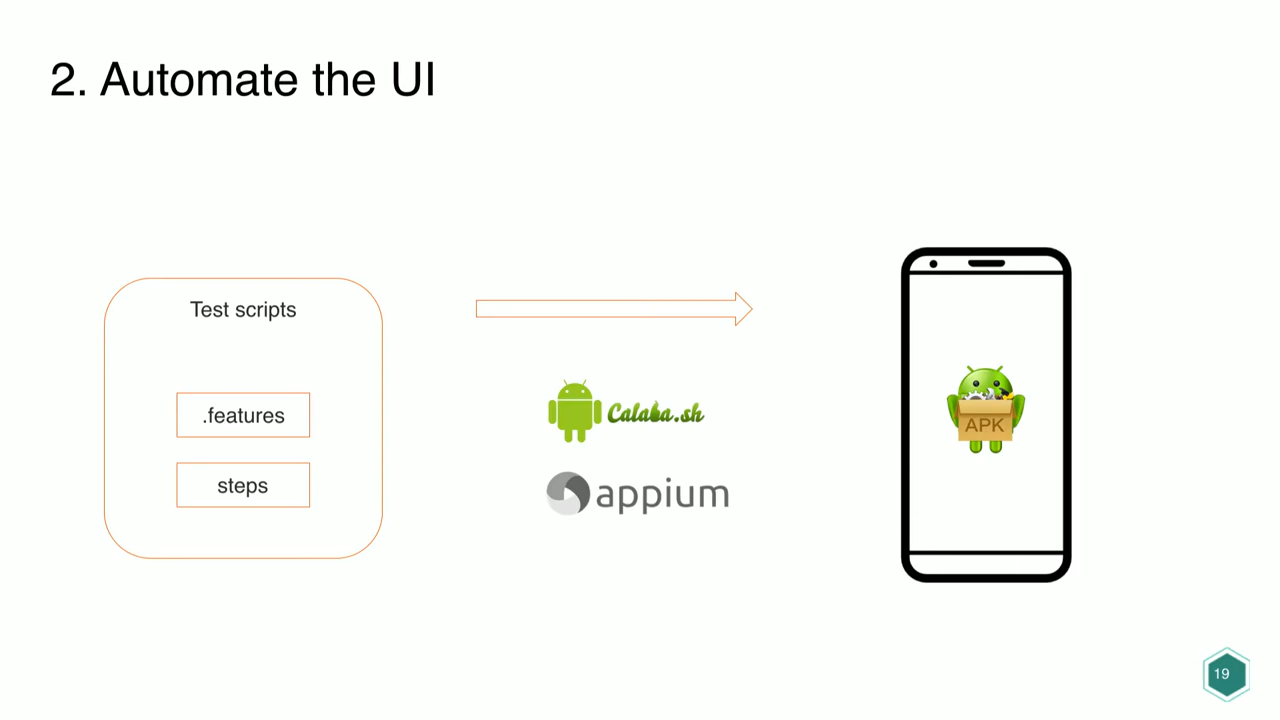 2. Automate the UI
Test scripts
.features
steps
Calaba.sh
appium
APK
19